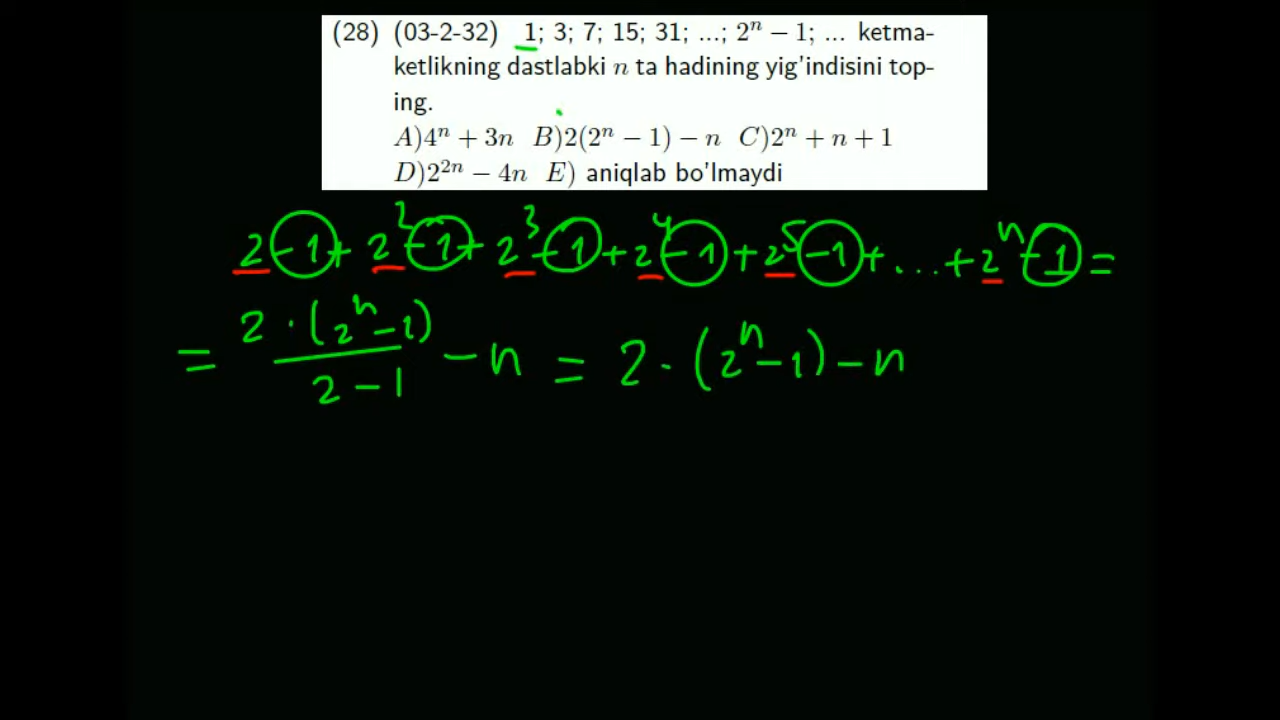 (28) (03-2-32) 1; 3; 7; 15; 31; ...; 2ⁿ − 1; ... ketma-
ketlikning dastlabki n ta hadining yig'indisini top-
ing.
A)4ⁿ + 3n B)2(2ⁿ − 1) − n C)2ⁿ + n + 1
D)2²ⁿ − 4n E) aniqlab bo'lmaydi
2 − 1 + 2² − 1 + 2³ − 1 + 2⁴ − 1 + 2⁵ − 1 + ... + 2ⁿ − 1 =
= 2 · (2ⁿ − 1) / 2 − 1 − n = 2 · (2ⁿ − 1) − n